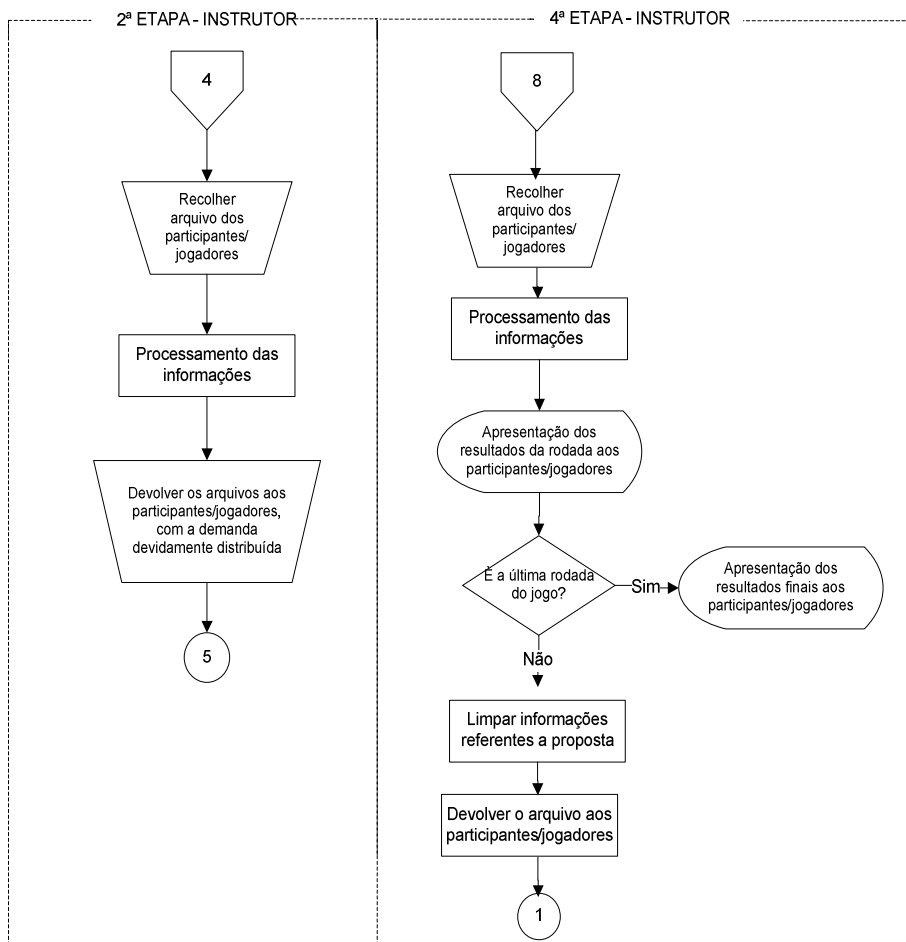 2ª ETAPA - INSTRUTOR
4
Recolher
arquivo dos
participantes/
jogadores
Processamento das
informações
Devolver os arquivos aos
participantes/jogadores,
com a demanda
devidamente distribuída
5
4ª ETAPA - INSTRUTOR
8
Recolher
arquivo dos
participantes/
jogadores
Processamento das
informações
Apresentação dos
resultados da rodada aos
participantes/jogadores
É a última rodada
do jogo?
Sim
Apresentação dos
resultados finais aos
participantes/jogadores
Não
Limpar informações
referentes a proposta
Devolver o arquivo aos
participantes/jogadores
1